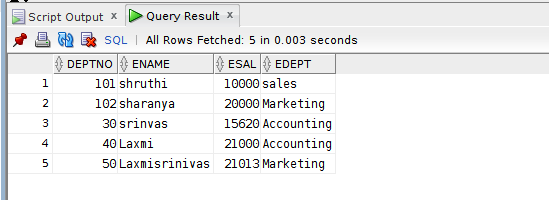 Script Output x Query Result x
SQL | All Rows Fetched: 5 in 0.003 seconds
DEPTNO ENAME ESAL EDEPT
1 101 shruthi 10000 sales
2 102 sharanya 20000 Marketing
3 30 srinvas 15620 Accounting
4 40 Laxmi 21000 Accounting
5 50 Laxmisrinivas 21013 Marketing